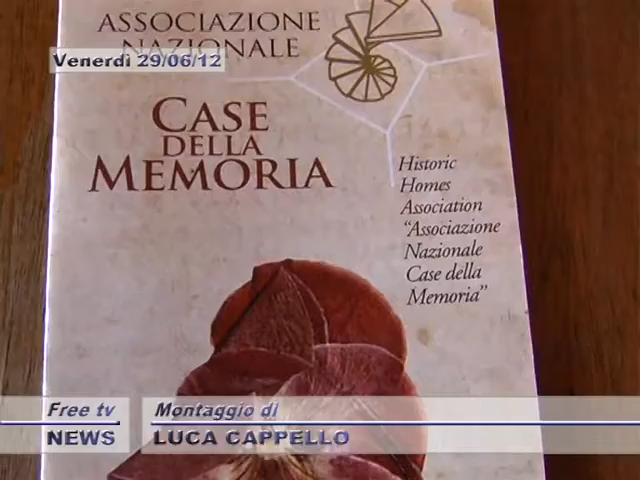 ASSOCIAZIONE
NAZIONALE
Venerdì 29/06/12
CASE
DELLA
MEMORIA
Historic
Homes
Association
"Associazione
Nazionale
Case della
Memoria"
Free tv
NEWS
Montaggio di
LUCA CAPPELLO